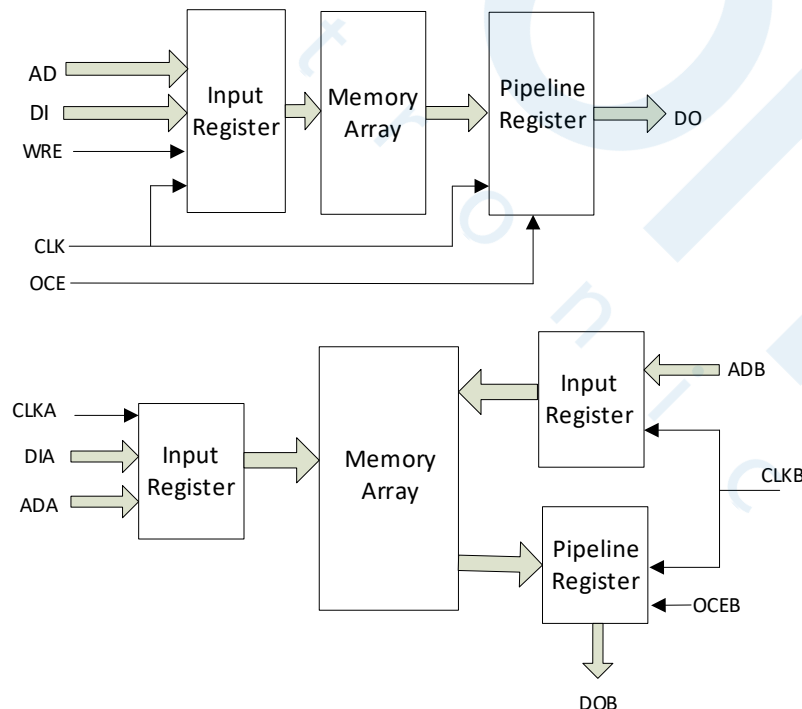 AD
DI
WRE
CLK
OCE
Input
Register
Memory
Array
Pipeline
Register
DO
CLKA
DIA
ADA
Input
Register
Memory
Array
Input
Register
ADB
CLKB
Pipeline
Register
OCEB
DOB
t
r
o
n
i
c